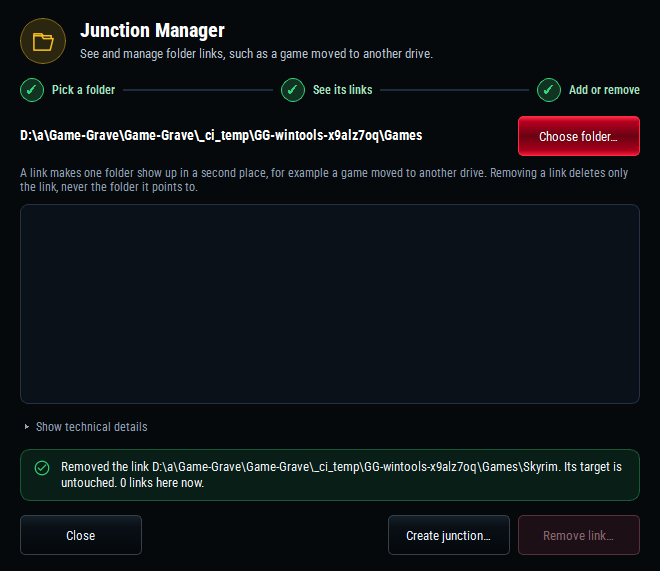 Junction Manager
See and manage folder links, such as a game moved to another drive.
Pick a folder
See its links
Add or remove
D:\a\Game-Grave\Game-Grave\_ci_temp\GG-wintools-x9alz7oq\Games
Choose folder...
A link makes one folder show up in a second place, for example a game moved to another drive. Removing a link deletes only
the link, never the folder it points to.
Show technical details
Removed the link D:\a\Game-Grave\Game-Grave\_ci_temp\GG-wintools-x9alz7oq\Games\Skyrim. Its target is
untouched. 0 links here now.
Close
Create junction...
Remove link...